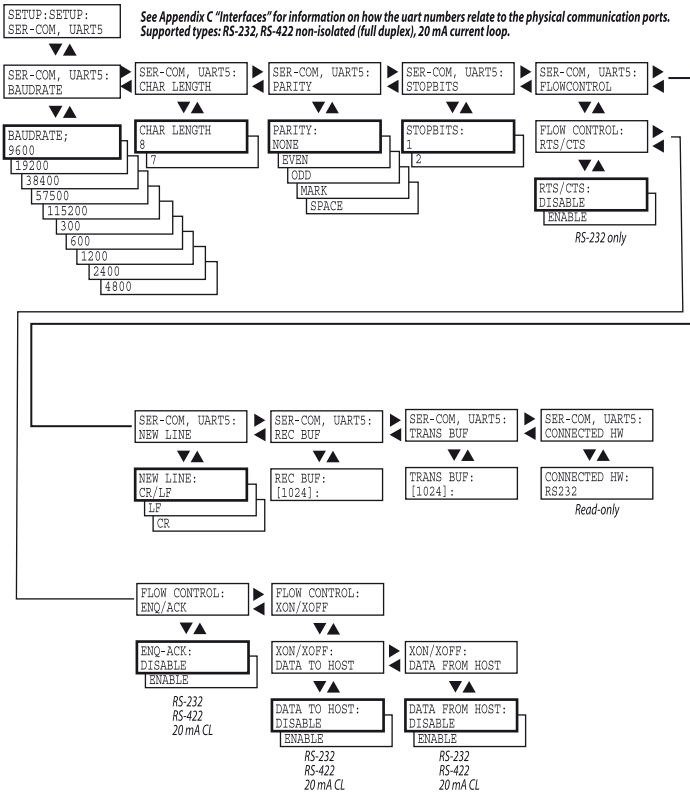 SETUP:SETUP:
SER-COM, UART5
See Appendix C "Interfaces" for information on how the uart numbers relate to the physical communication ports.
Supported types: RS-232, RS-422 non-isolated (full duplex), 20 mA current loop.
SER-COM, UART5:
BAUDRATE
SER-COM, UART5:
CHAR LENGTH
SER-COM, UART5:
PARITY
SER-COM, UART5:
STOPBITS
SER-COM, UART5:
FLOWCONTROL
BAUDRATE;
9600
19200
38400
57500
115200
300
600
1200
2400
4800
CHAR LENGTH
8
7
PARITY:
NONE
EVEN
ODD
MARK
SPACE
STOPBITS:
1
2
FLOW CONTROL:
RTS/CTS
RTS/CTS:
DISABLE
ENABLE
RS-232 only
SER-COM, UART5:
NEW LINE
SER-COM, UART5:
REC BUF
SER-COM, UART5:
TRANS BUF
SER-COM, UART5:
CONNECTED HW
NEW LINE:
CR/LF
LF
CR
REC BUF:
[1024]:
TRANS BUF:
[1024]:
CONNECTED HW:
RS232
Read-only
FLOW CONTROL:
ENQ/ACK
FLOW CONTROL:
XON/XOFF
ENQ-ACK:
DISABLE
ENABLE
RS-232
RS-422
20 mA CL
XON/XOFF:
DATA TO HOST
XON/XOFF:
DATA FROM HOST
DATA TO HOST:
DISABLE
ENABLE
RS-232
RS-422
20 mA CL
DATA FROM HOST:
DISABLE
ENABLE
RS-232
RS-422
20 mA CL